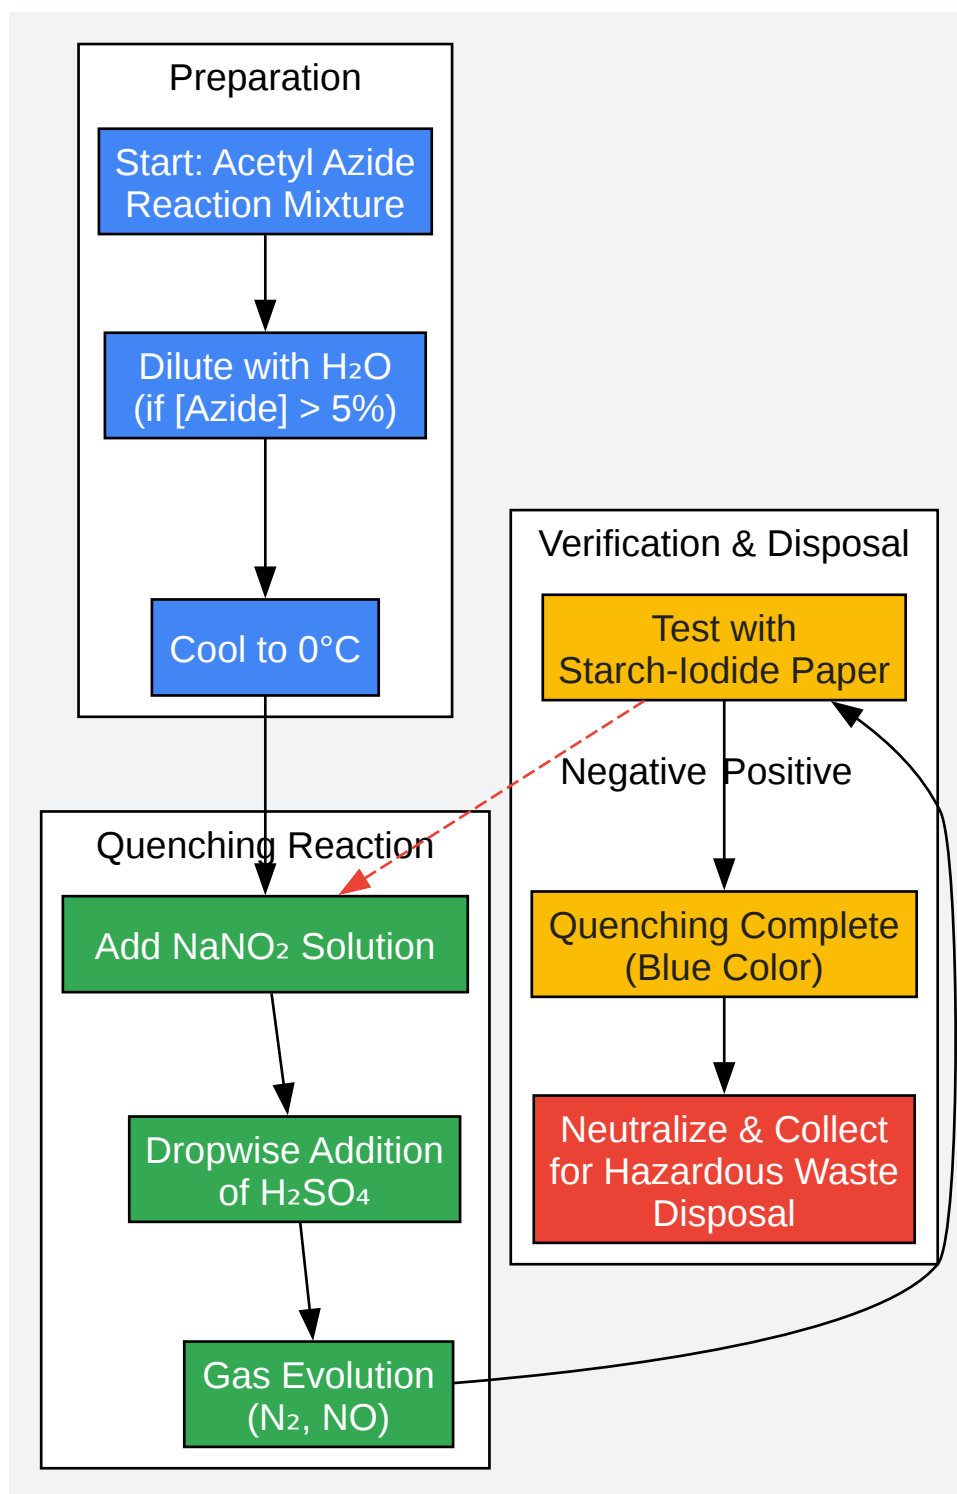 Preparation
Start: Acetyl Azide
Reaction Mixture
Dilute with H₂O
(if [Azide] > 5%)
Cool to 0°C
Quenching Reaction
Add NaNO₂ Solution
Dropwise Addition
of H₂SO₄
Gas Evolution
(N₂, NO)
Verification & Disposal
Test with
Starch-Iodide Paper
Negative
Positive
Quenching Complete
(Blue Color)
Neutralize & Collect
for Hazardous Waste
Disposal